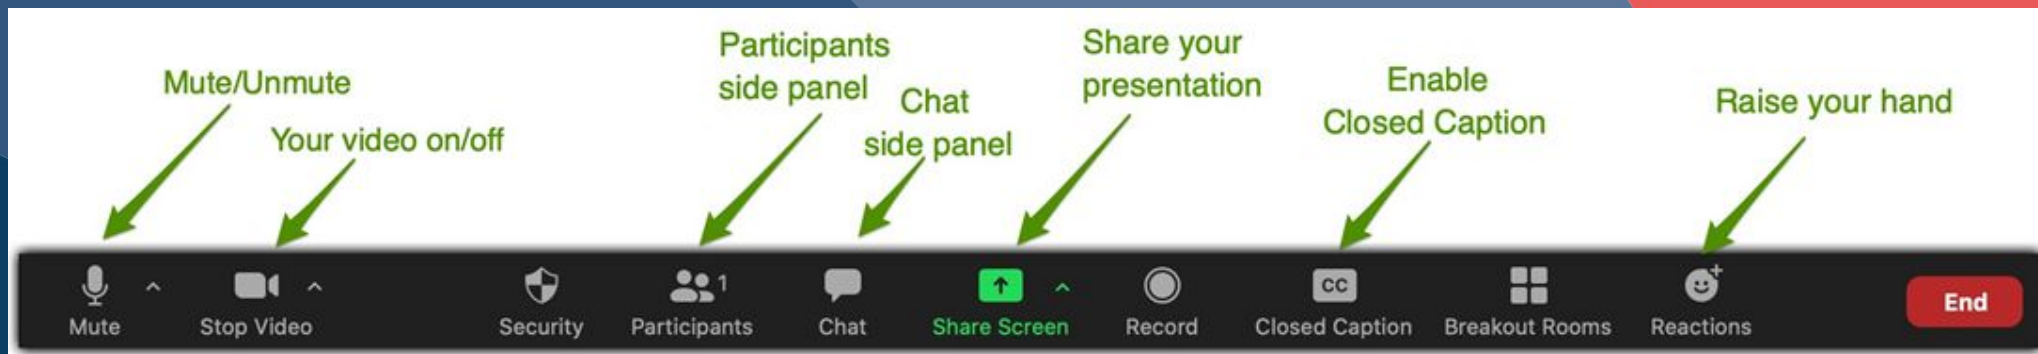 Mute/Unmute
Your video on/off
Participants
side panel
Chat
side panel
Share your
presentation
Enable
Closed Caption
Raise your hand
1
CC
Mute
Stop Video
Security
Participants
Chat
Share Screen
Record
Closed Caption
Breakout Rooms
Reactions
End